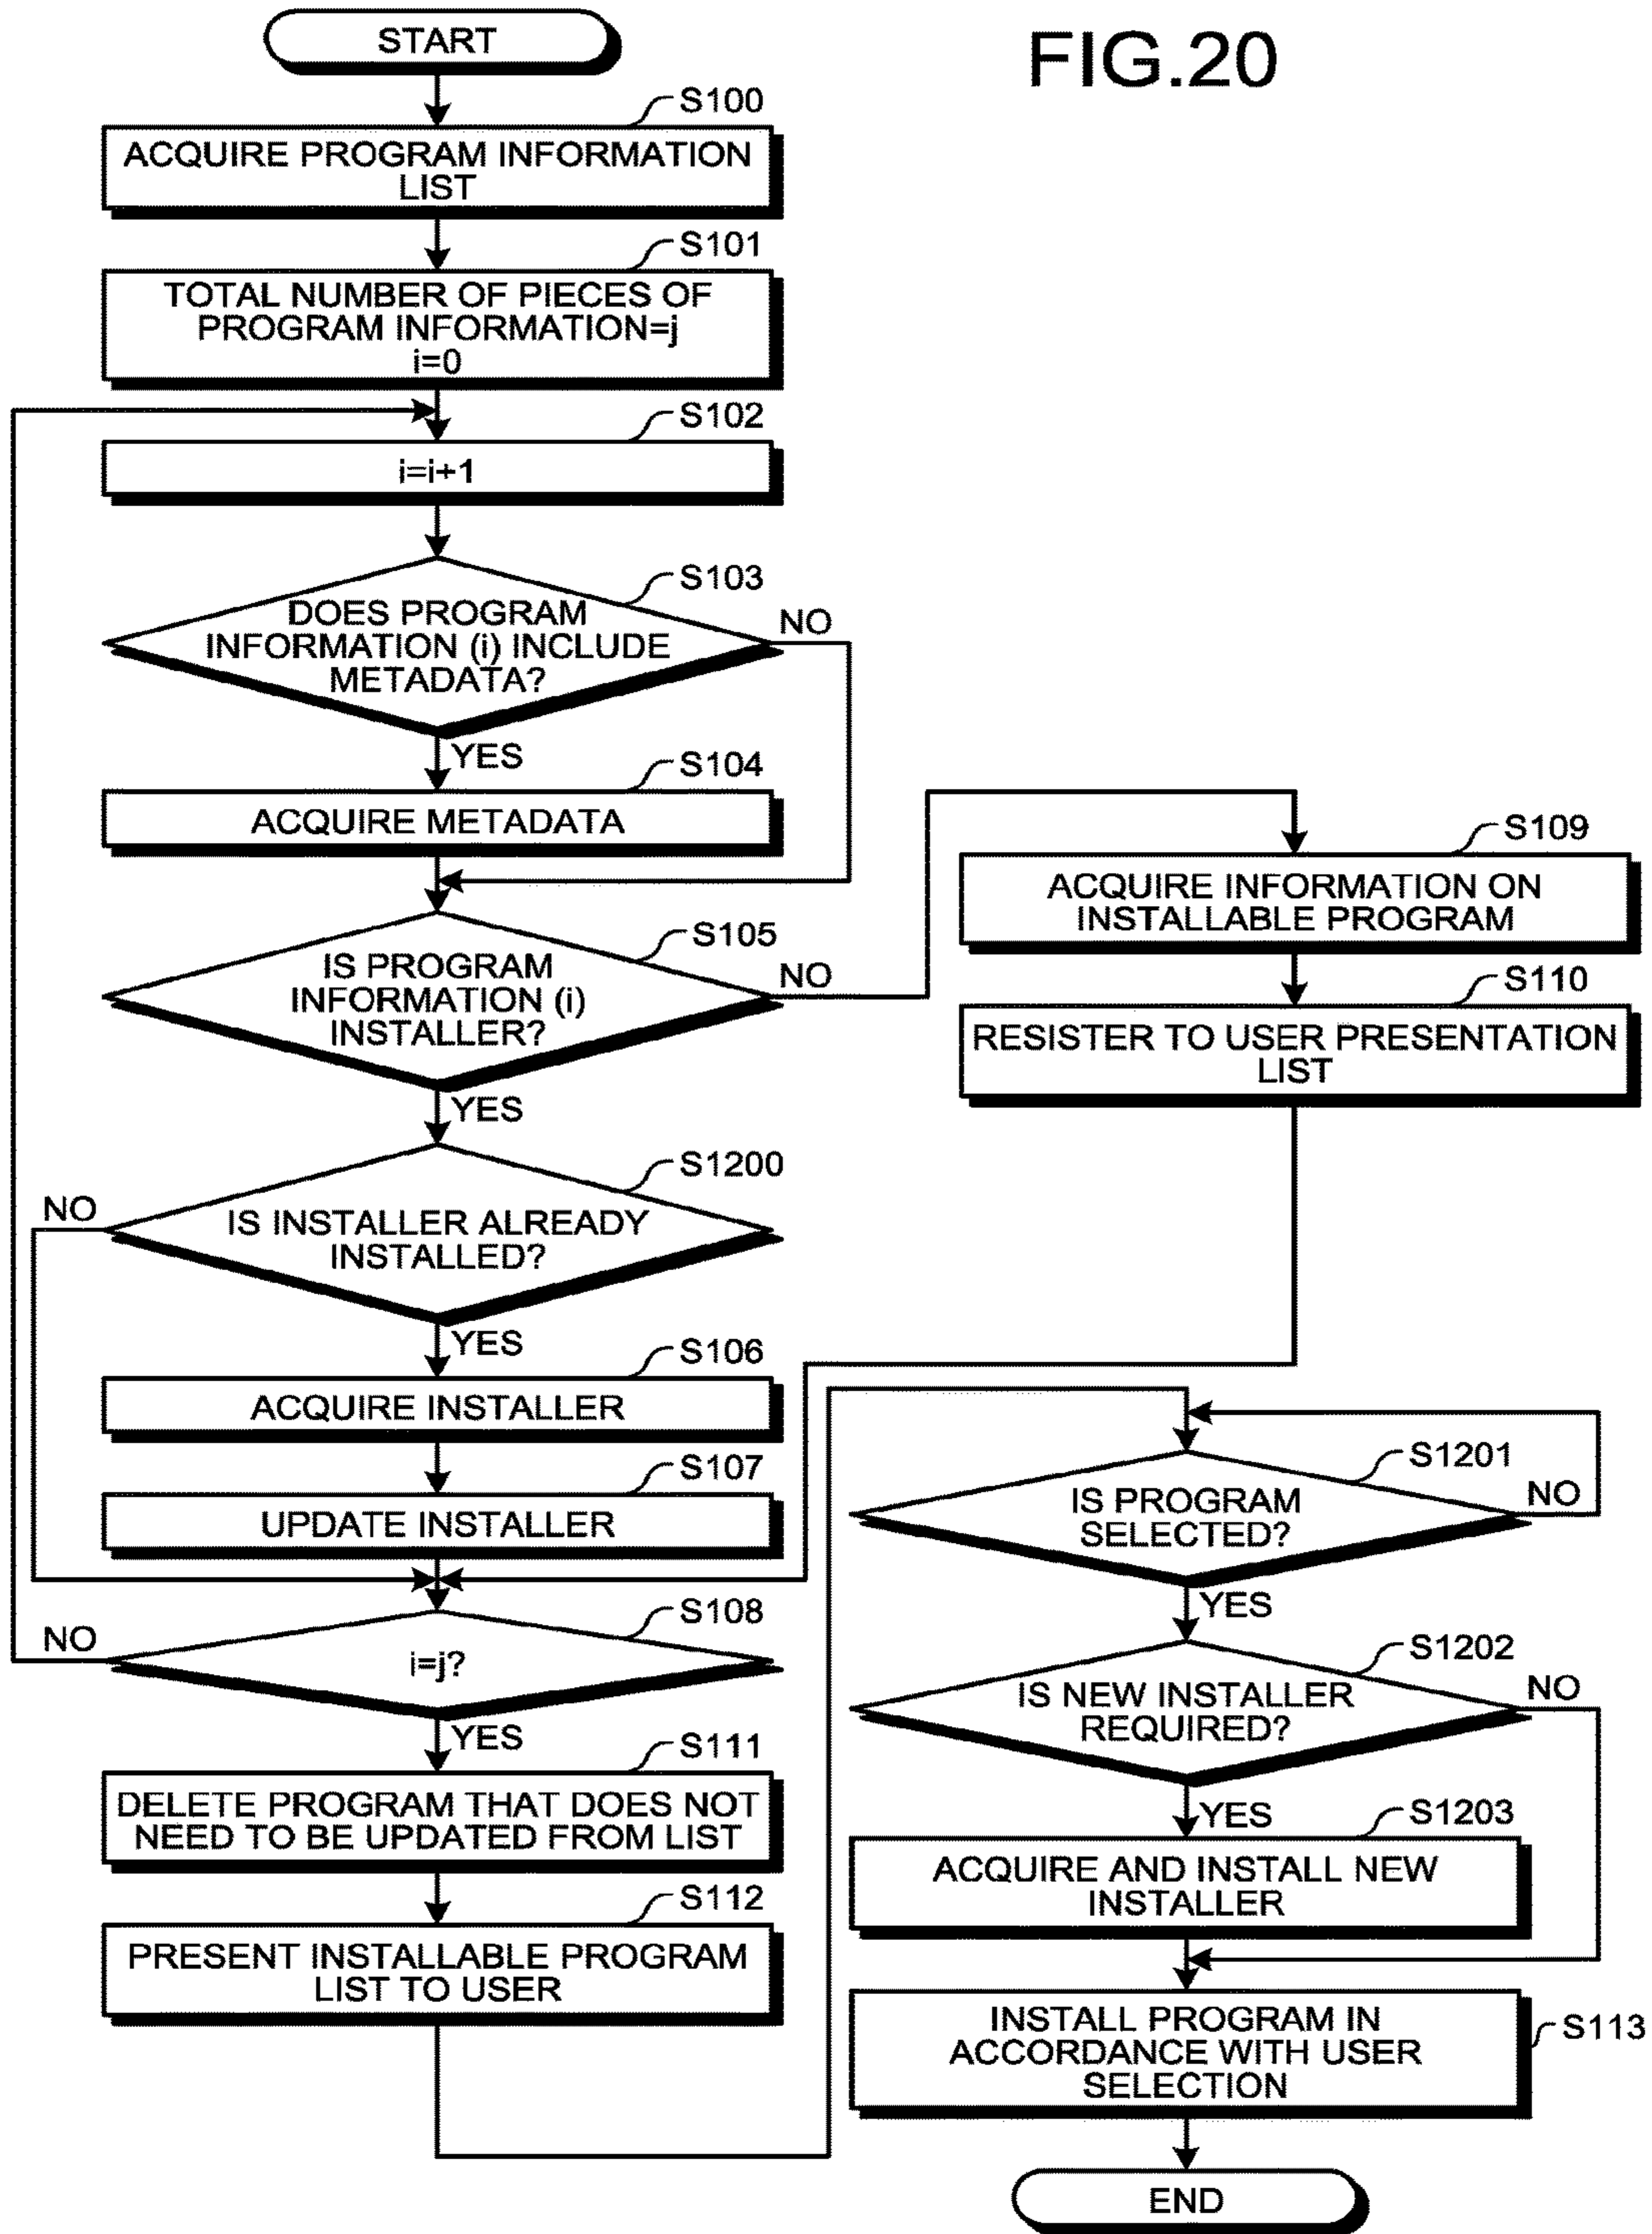 FIG.20
START
S100
ACQUIRE PROGRAM INFORMATION
LIST
S101
TOTAL NUMBER OF PIECES OF
PROGRAM INFORMATION=j
i=0
S102
i=i+1
S103
DOES PROGRAM
INFORMATION (i) INCLUDE
METADATA?
NO
YES
S104
ACQUIRE METADATA
S105
IS PROGRAM
INFORMATION (i)
INSTALLER?
NO
YES
S109
ACQUIRE INFORMATION ON
INSTALLABLE PROGRAM
S110
RESISTER TO USER PRESENTATION
LIST
S1200
IS INSTALLER ALREADY
INSTALLED?
NO
YES
S106
ACQUIRE INSTALLER
S107
UPDATE INSTALLER
S108
i=j?
NO
YES
S111
DELETE PROGRAM THAT DOES NOT
NEED TO BE UPDATED FROM LIST
S112
PRESENT INSTALLABLE PROGRAM
LIST TO USER
S1201
IS PROGRAM
SELECTED?
NO
YES
S1202
IS NEW INSTALLER
REQUIRED?
NO
YES
S1203
ACQUIRE AND INSTALL NEW
INSTALLER
S113
INSTALL PROGRAM IN
ACCORDANCE WITH USER
SELECTION
END